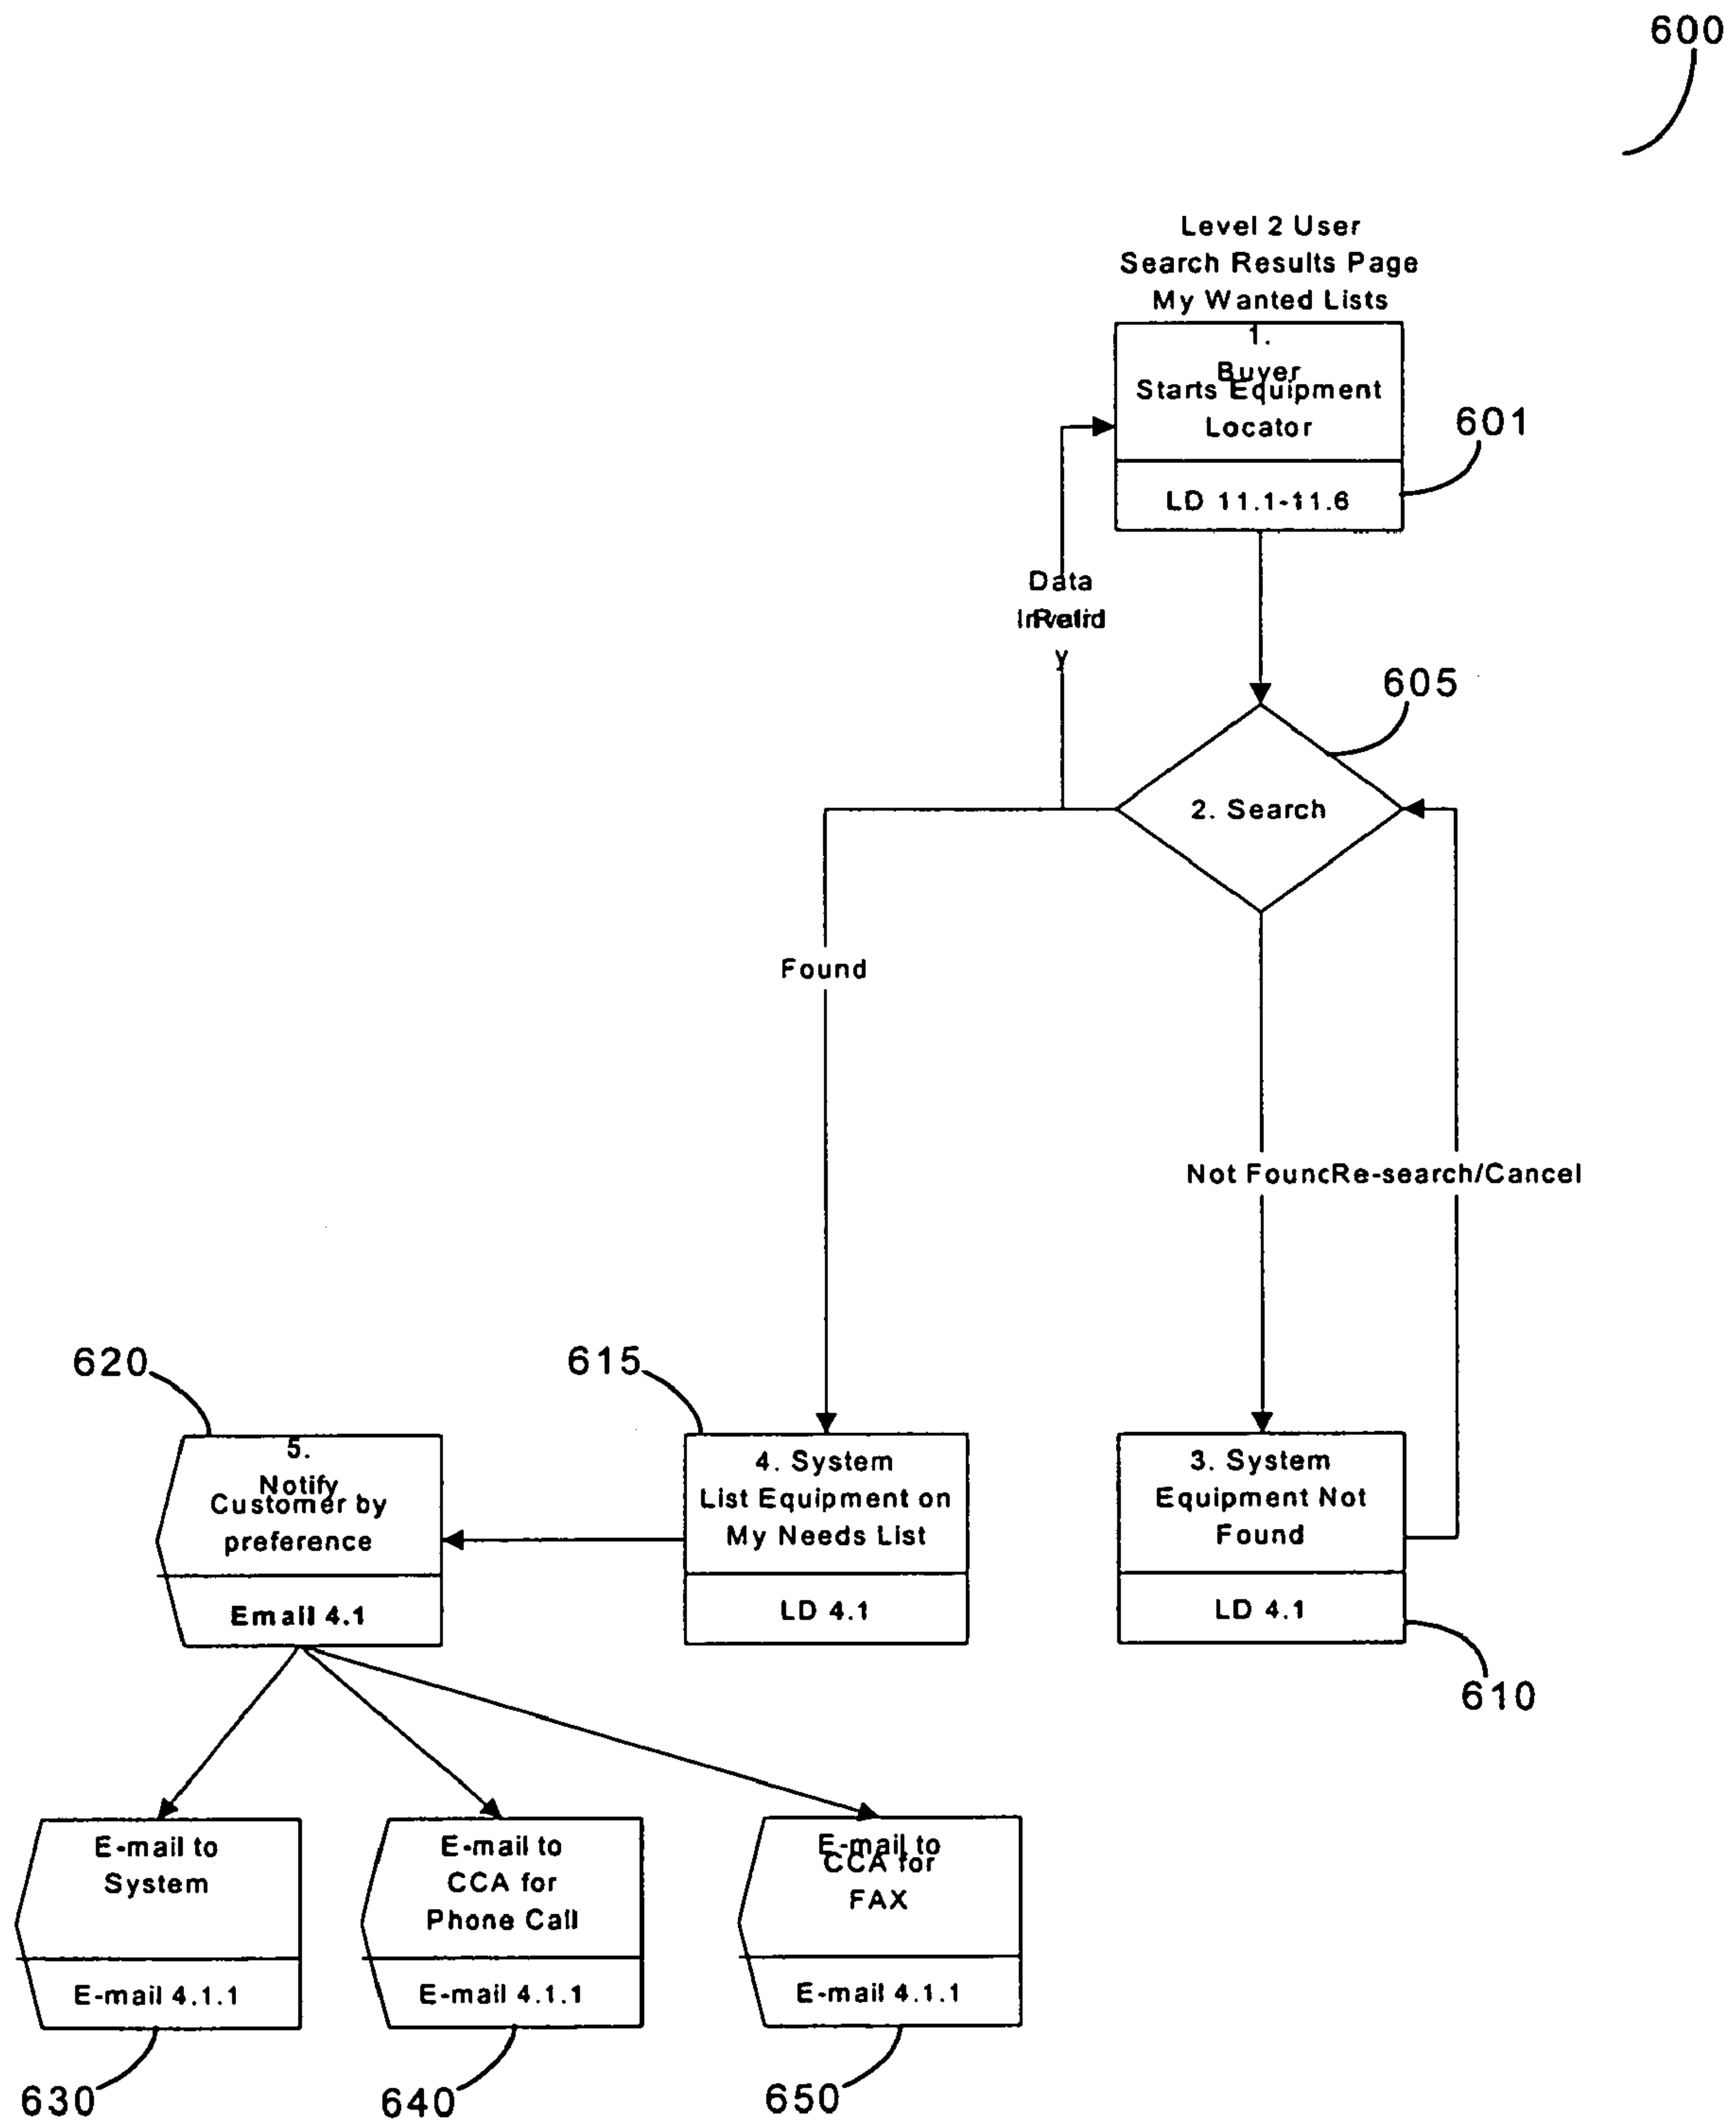 600
Level 2 User
Search Results Page
My Wanted Lists
1.
Buyer
Starts Equipment
Locator
601
LD 11.1-11.6
Data
Invalid
y
605
2. Search
Found
Not Found
Re-search/Cancel
620
615
5.
Notify
Customer by
preference
Email 4.1
4. System
List Equipment on
My Needs List
LD 4.1
3. System
Equipment Not
Found
LD 4.1
610
E-mail to
System
E-mail 4.1.1
E-mail to
CCA for
Phone Call
E-mail 4.1.1
E-mail to
CCA for
FAX
E-mail 4.1.1
630
640
650